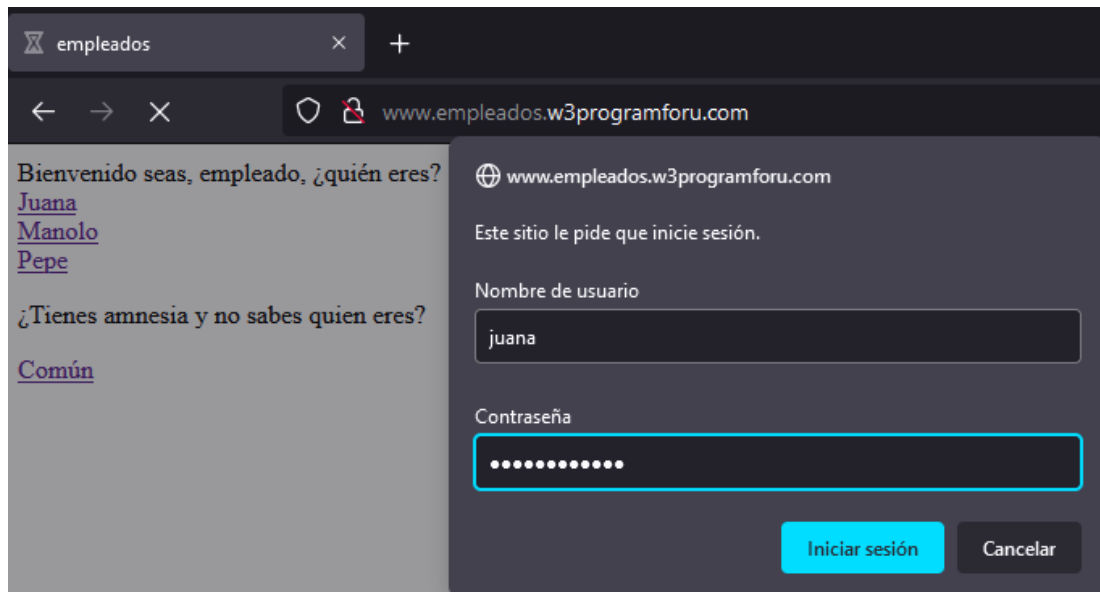 empleados
www.empleados.w3programforu.com
Bienvenido seas, empleado, ¿quién eres?
Juana
Manolo
Pepe
¿Tienes amnesia y no sabes quien eres?
Común
www.empleados.w3programforu.com
Este sitio le pide que inicie sesión.
Nombre de usuario
juana
Contraseña
••••••••••••
Iniciar sesión Cancelar